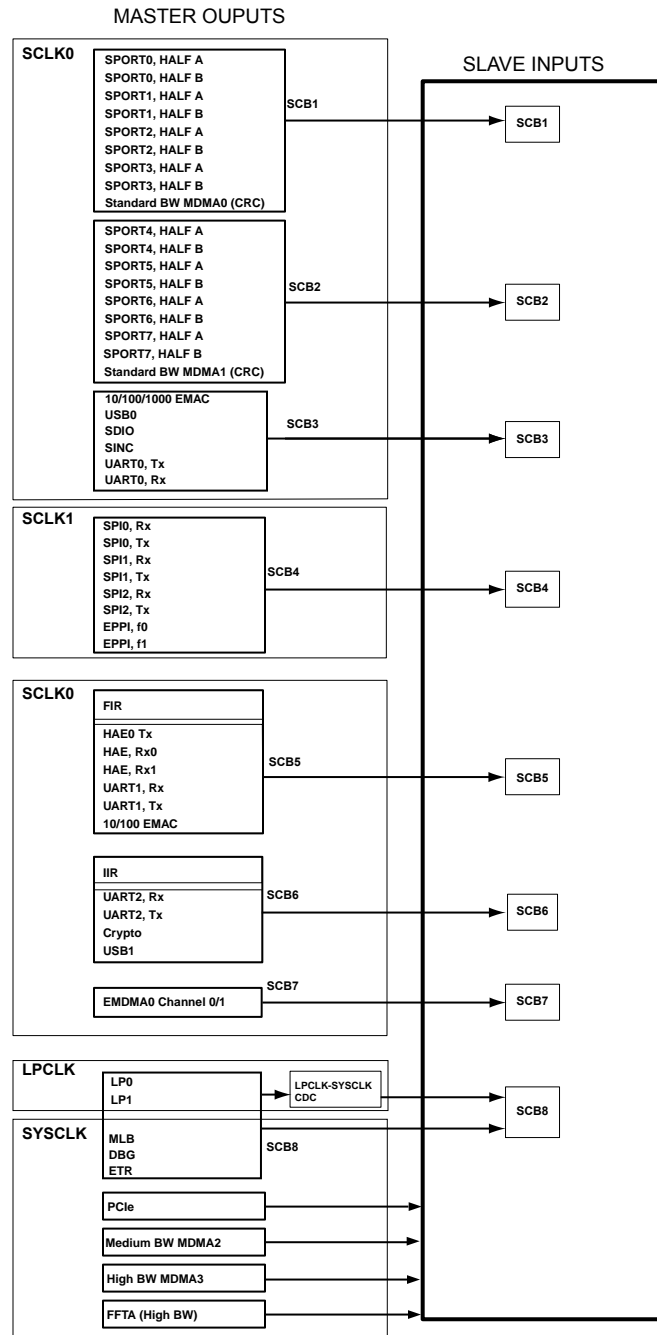 MASTER OUPUTS
SLAVE INPUTS
SCLK0
SPORT0, HALF A
SPORT0, HALF B
SPORT1, HALF A
SPORT1, HALF B
SPORT2, HALF A
SPORT2, HALF B
SPORT3, HALF A
SPORT3, HALF B
Standard BW MDMA0 (CRC)
SCB1
SCB1
SPORT4, HALF A
SPORT4, HALF B
SPORT5, HALF A
SPORT5, HALF B
SPORT6, HALF A
SPORT6, HALF B
SPORT7, HALF A
SPORT7, HALF B
Standard BW MDMA1 (CRC)
SCB2
SCB2
10/100/1000 EMAC
USB0
SDIO
SINC
UART0, Tx
UART0, Rx
SCB3
SCB3
SCLK1
SPI0, Rx
SPI0, Tx
SPI1, Rx
SPI1, Tx
SPI2, Rx
SPI2, Tx
EPPI, f0
EPPI, f1
SCB4
SCB4
SCLK0
FIR
HAE0 Tx
HAE, Rx0
HAE, Rx1
UART1, Rx
UART1, Tx
10/100 EMAC
SCB5
SCB5
IIR
UART2, Rx
UART2, Tx
Crypto
USB1
SCB6
SCB6
EMDMA0 Channel 0/1
SCB7
SCB7
LPCLK
LP0
LP1
LPCLK-SYSCLK
CDC
SCB8
SYSCLK
MLB
DBG
ETR
SCB8
PCIe
Medium BW MDMA2
High BW MDMA3
FFTA (High BW)